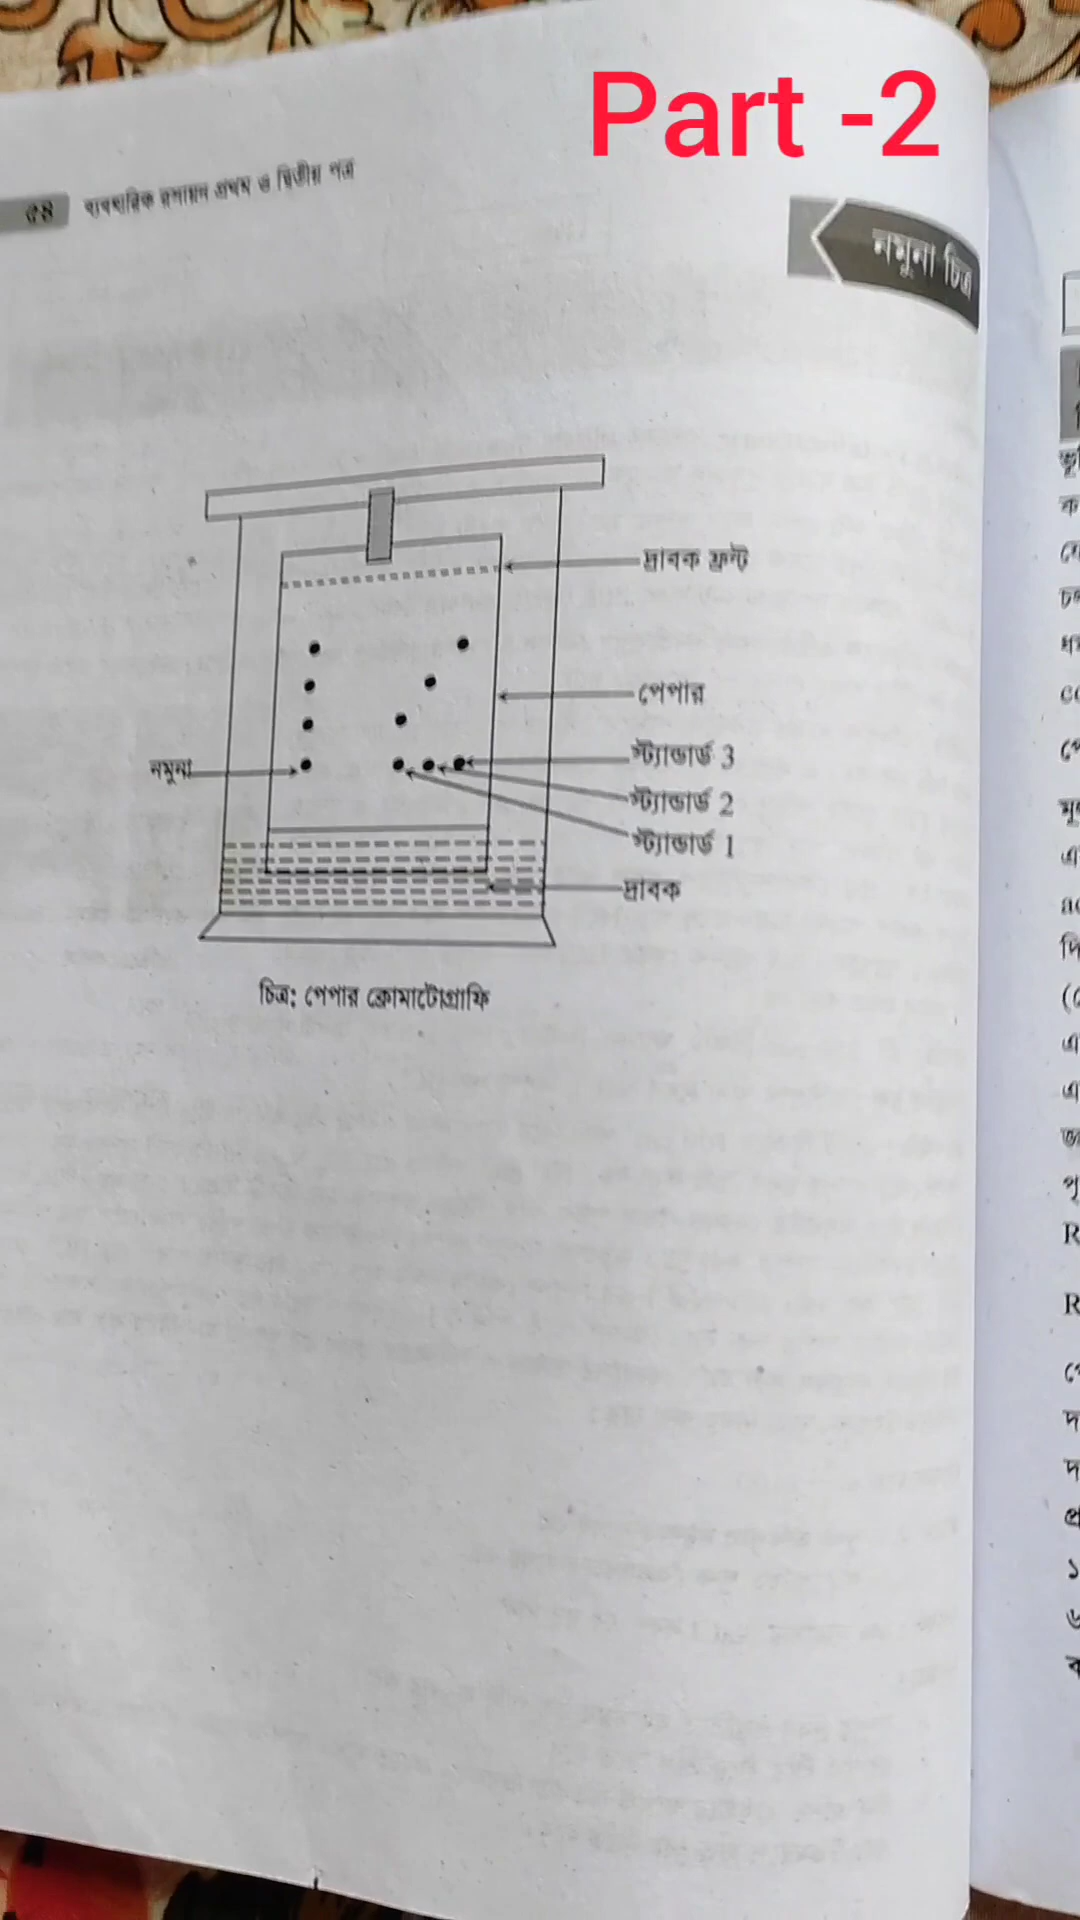 Part -2
৫৪ ব্যবহারিক রসায়ন প্রথম ও দ্বিতীয় পত্র
নমুনা চিত্র
দ্রাবক ফ্রন্ট
পেপার
স্ট্যান্ডার্ড 3
নমুনা
স্ট্যান্ডার্ড 2
স্ট্যান্ডার্ড 1
দ্রাবক
চিত্র: পেপার ক্রোমাটোগ্রাফি